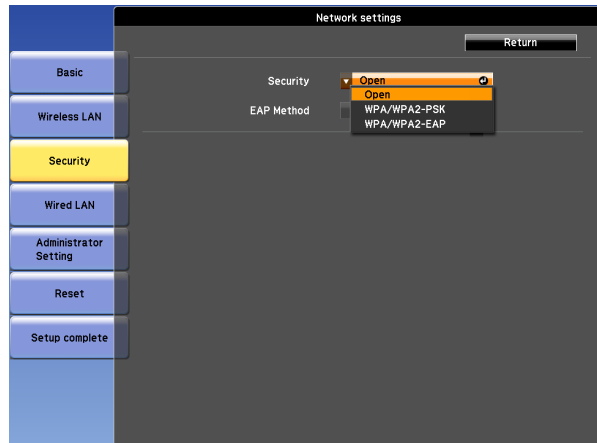 Network settings
Return
Basic
Wireless LAN
Security
Wired LAN
Administrator
Setting
Reset
Setup complete
Security
Open
Open
WPA/WPA2-PSK
WPA/WPA2-EAP
EAP Method